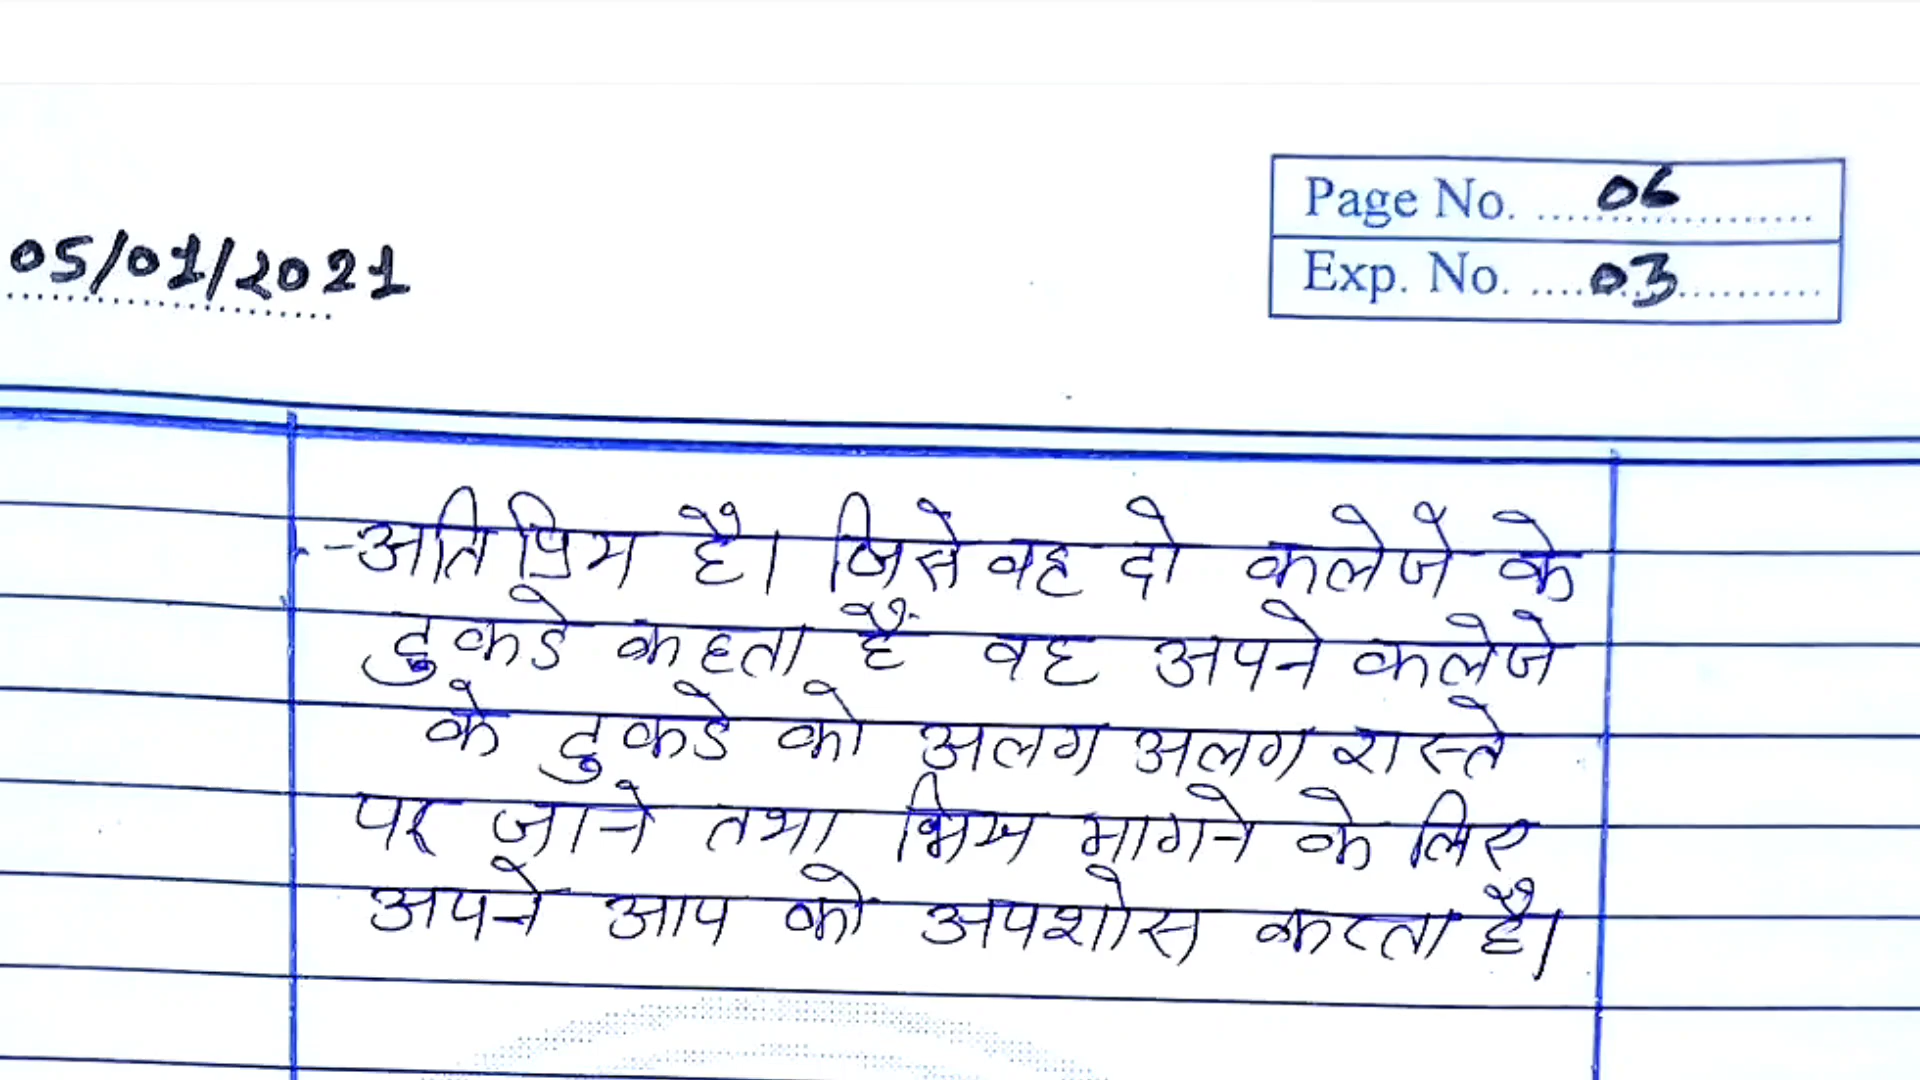 Page No. 06
05/01/2021
Exp. No. 03
-अतिप्रिय है। जिसे वह दो कलेजे के
टुकडे कहता हैं वह अपने कलेजे
के टुकडे को अलग अलग रास्ते
पर जाने तथा भिख मागने के लिए
अपने आप को अपशोस करता है।